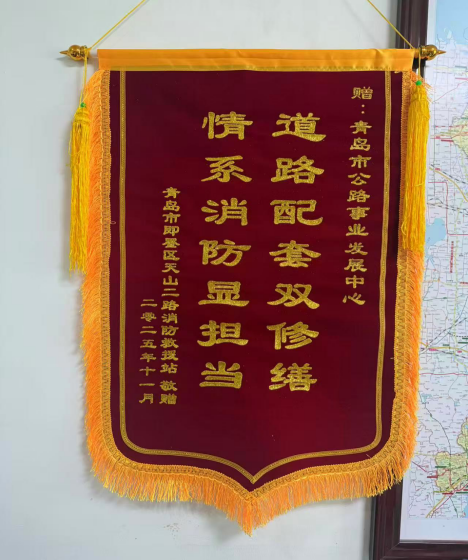 赠：青岛市公路事业发展中心
道路配套双修缮
情系消防显担当
青岛市即墨区天山二路消防救援站 敬赠
二零二五年十一月